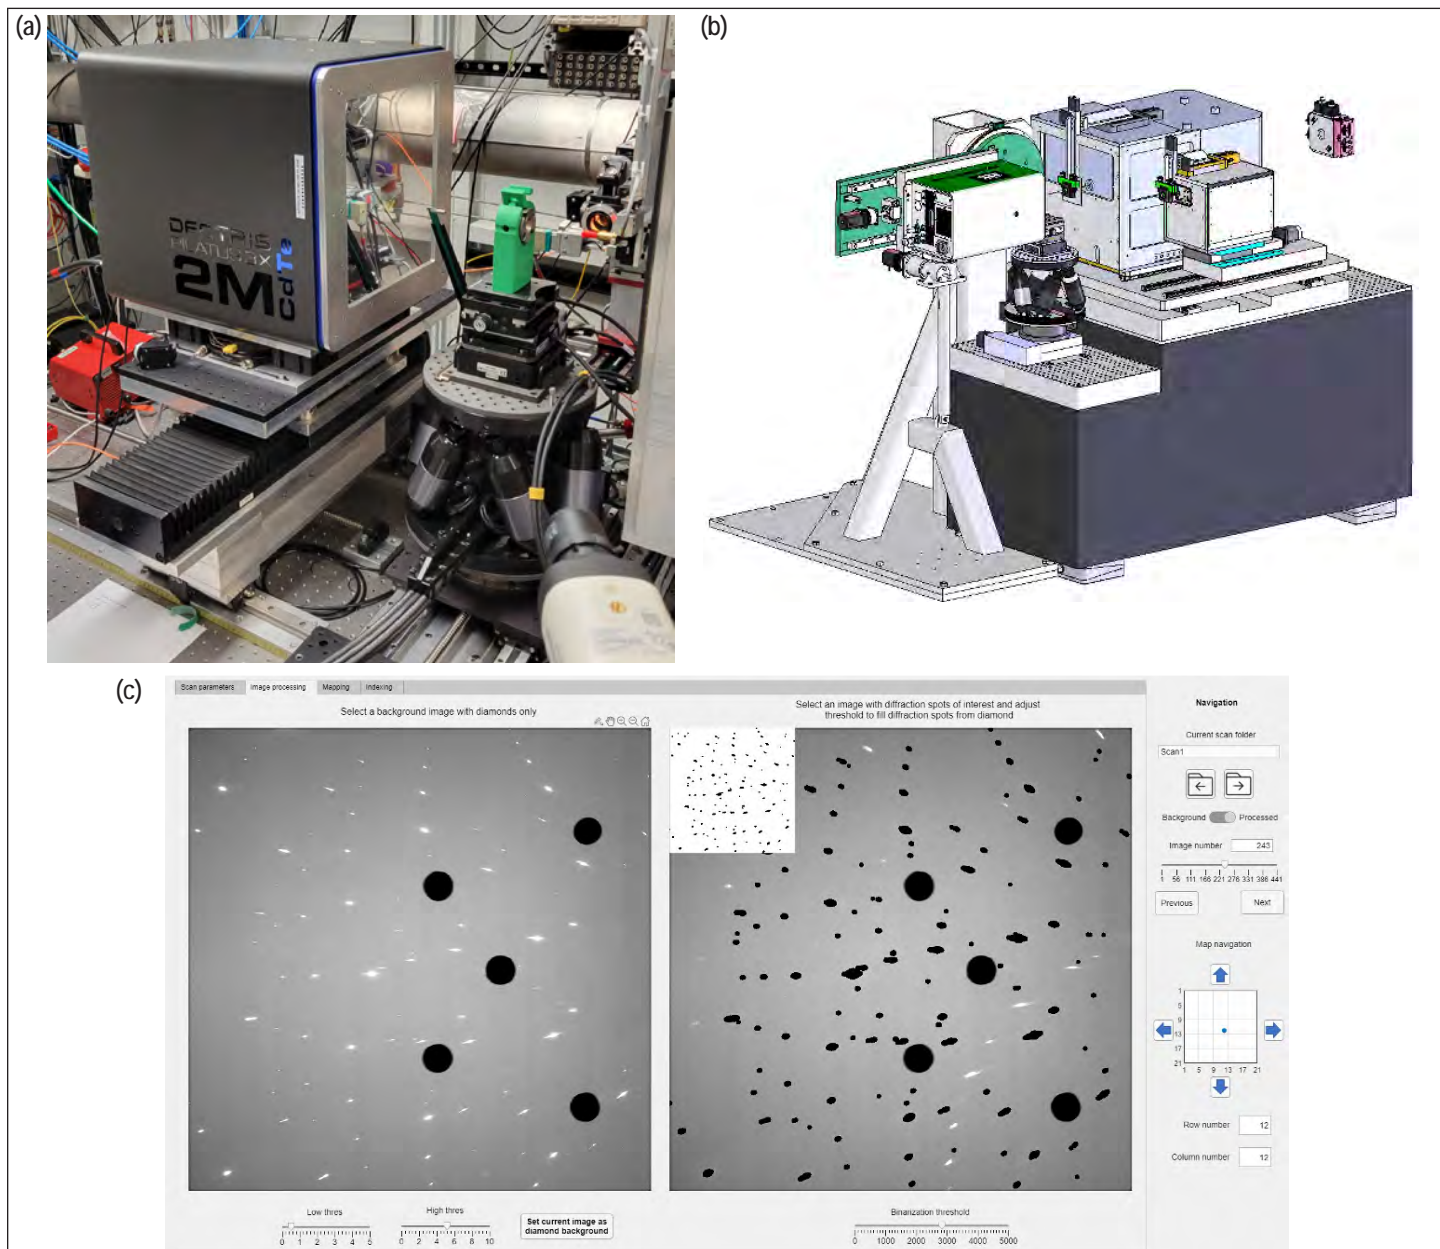 (a)
(b)
DECTRIS
PILATUS3X
2M CdTe
(c)
Scan parameters
Image processing
Mapping
Indexing
Select a background image with diamonds only
Select an image with diffraction spots of interest and adjust
threshold to fill diffraction spots from diamond
Low thres
0 1 2 3 4 5
High thres
0 2 4 6 8 10
Set current image as
diamond background
Binarization threshold
0 1000 2000 3000 4000 5000
Navigation
Current scan folder
Scan1
Background
Processed
Image number
243
1 56 111 166 221 276 331 386 441
Previous
Next
Map navigation
1
5
9
13
17
21
1 5 9 13 17 21
Row number
12
Column number
12